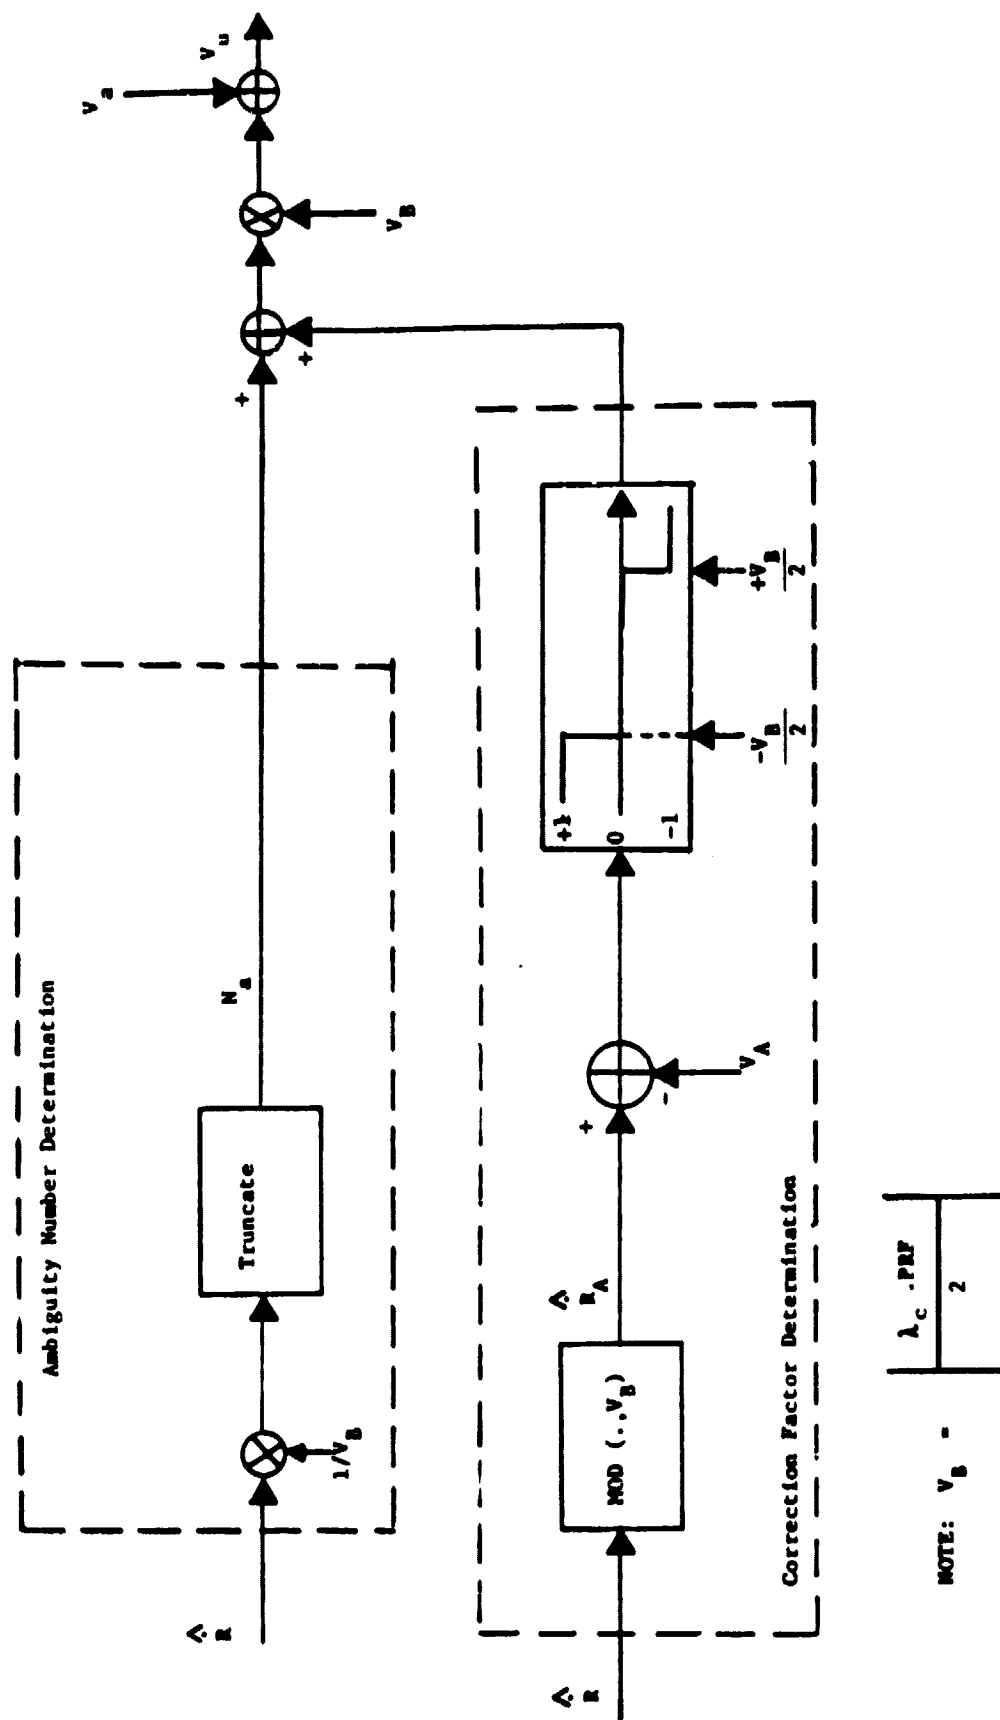 Ambiguity Number Determination
R̂
1/V_B
Truncate
N_a
+
+
V_B
V_a
V_u
R̂
MOD (.,V_B)
R̂_A
+
-
V_A
+1
0
-1
-V_B/2
+V_B/2
Correction Factor Determination
NOTE: V_B = | λ_c .PRF / 2 |